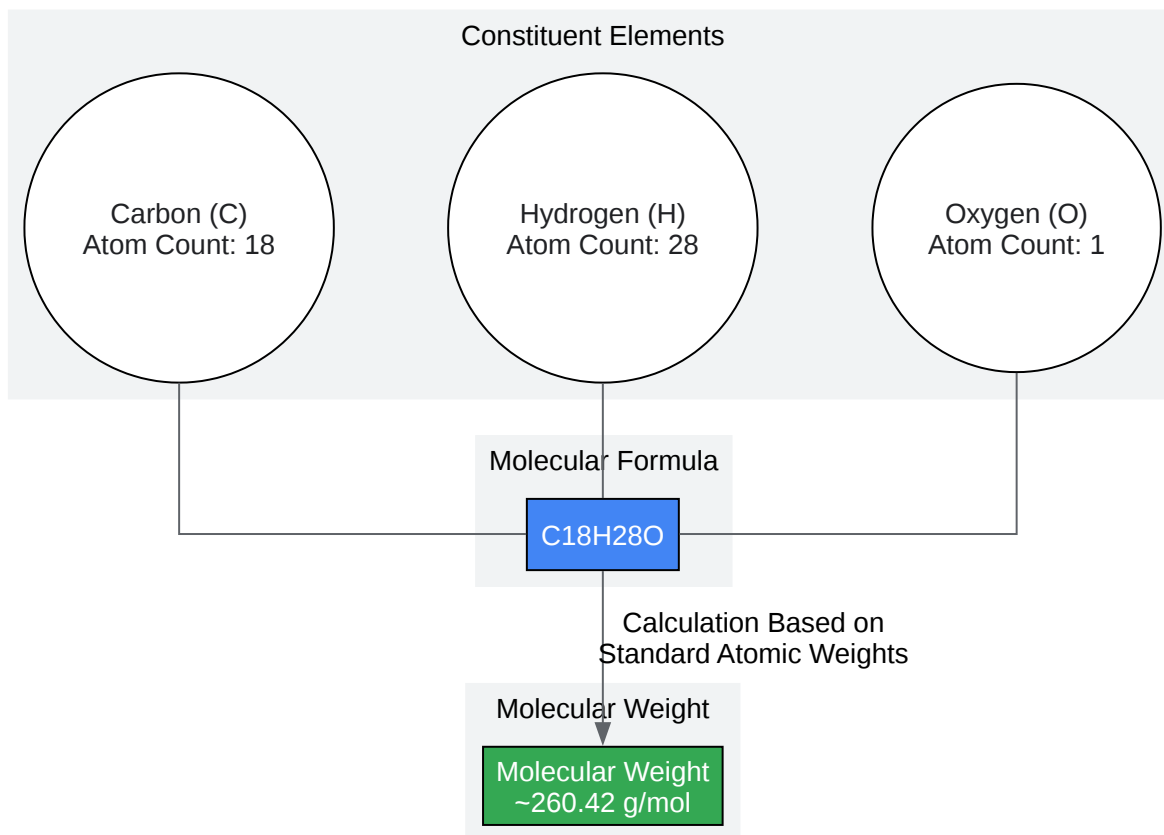 Constituent Elements
Carbon (C)
Atom Count: 18
Hydrogen (H)
Atom Count: 28
Oxygen (O)
Atom Count: 1
Molecular Formula
C18H28O
Calculation Based on
Standard Atomic Weights
Molecular Weight
Molecular Weight
~260.42 g/mol